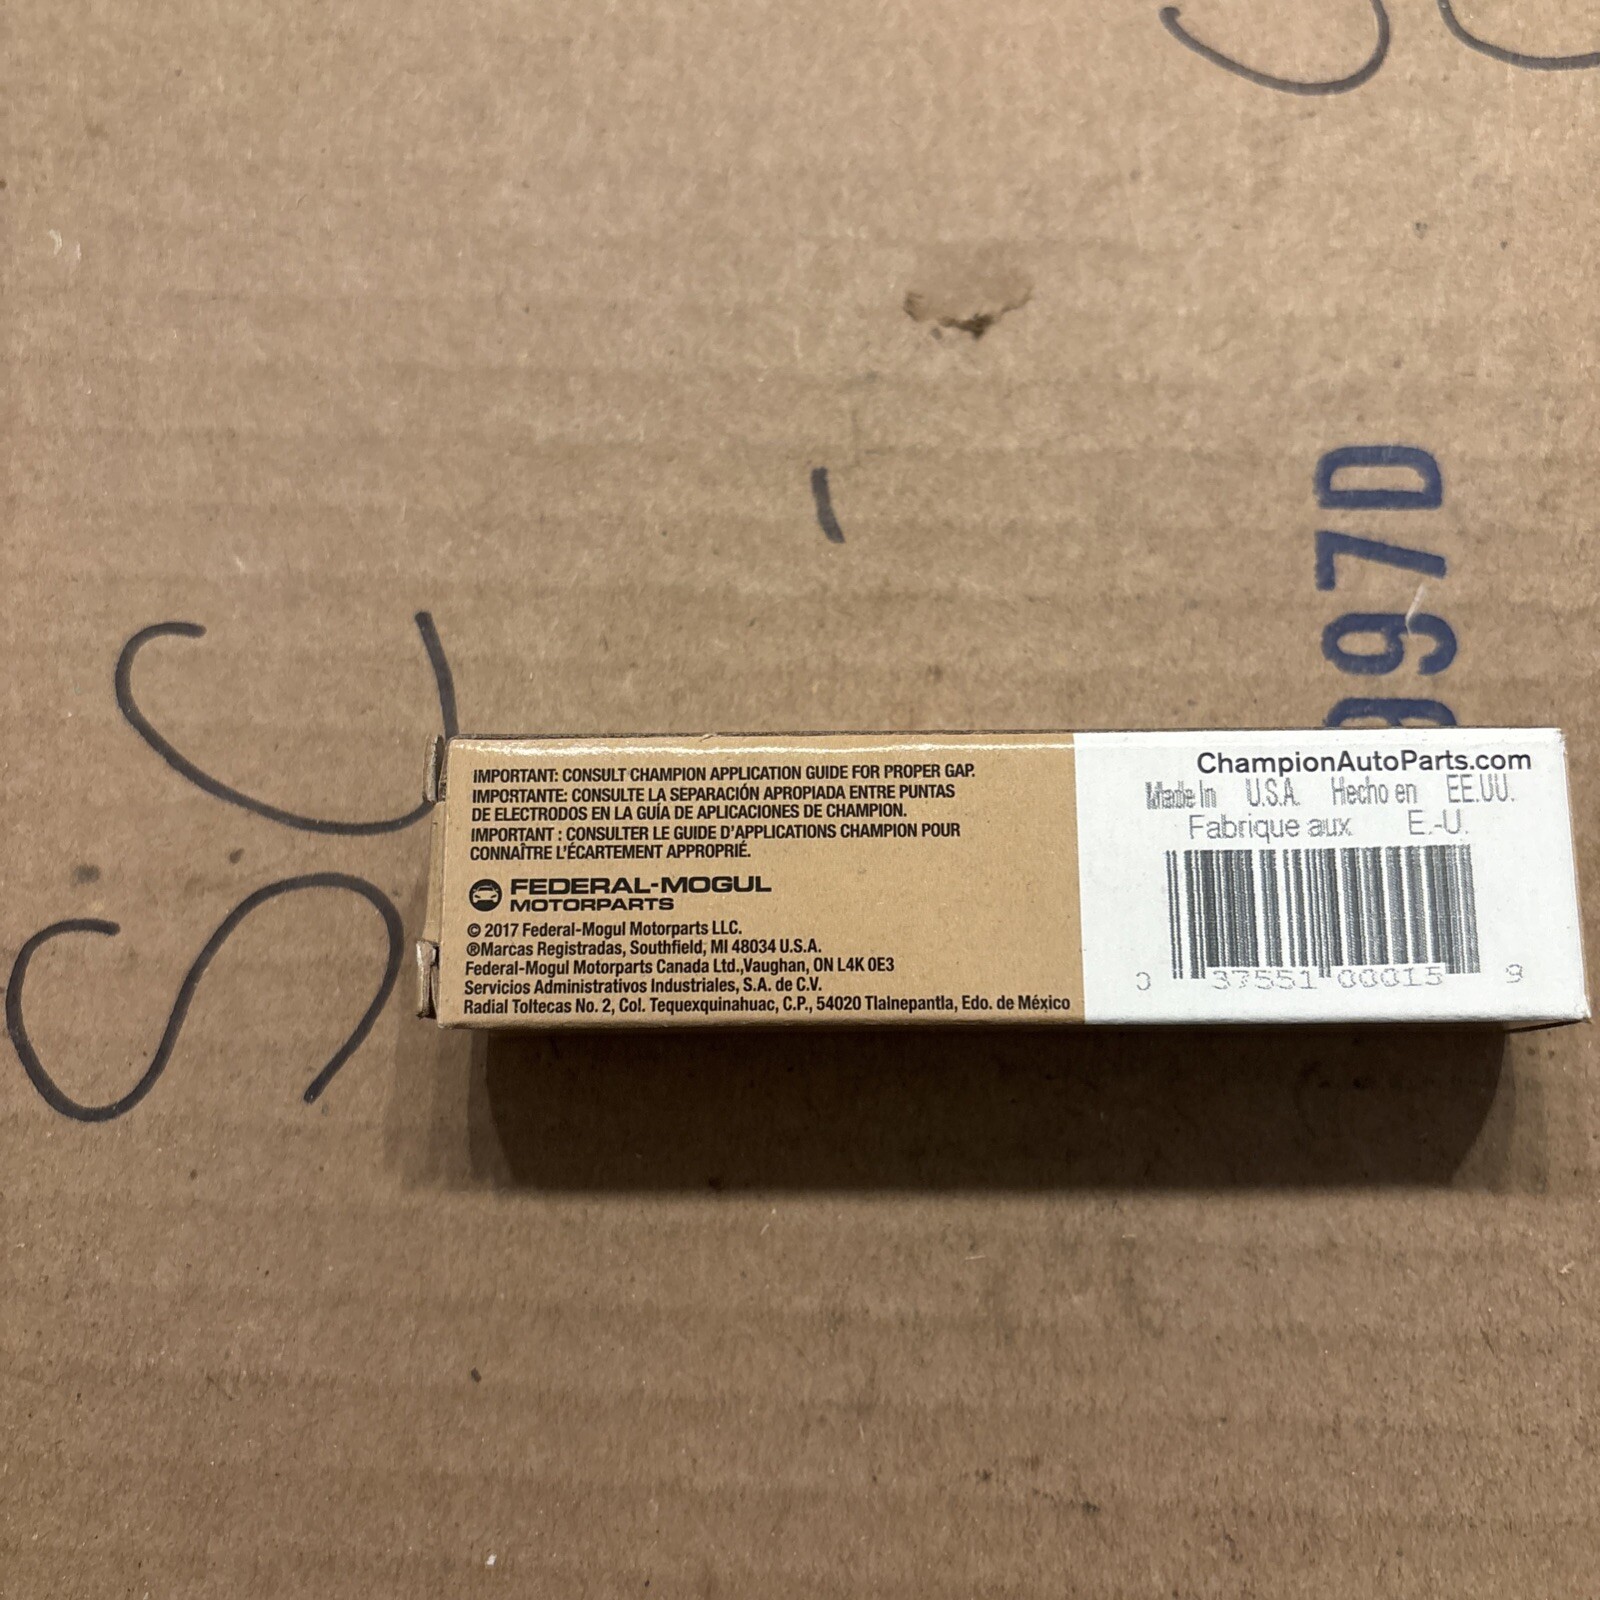 SC
97D
IMPORTANT: CONSULT CHAMPION APPLICATION GUIDE FOR PROPER GAP.
IMPORTANTE: CONSULTE LA SEPARACIÓN APROPIADA ENTRE PUNTAS
DE ELECTRODOS EN LA GUÍA DE APLICACIONES DE CHAMPION.
IMPORTANT : CONSULTER LE GUIDE D'APPLICATIONS CHAMPION POUR
CONNAÎTRE L'ÉCARTEMENT APPROPRIÉ.
FEDERAL-MOGUL
MOTORPARTS
© 2017 Federal-Mogul Motorparts LLC.
®Marcas Registradas, Southfield, MI 48034 U.S.A.
Federal-Mogul Motorparts Canada Ltd.,Vaughan, ON L4K 0E3
Servicios Administrativos Industriales, S.A. de C.V.
Radial Toltecas No. 2, Col. Tequexquinahuac, C.P., 54020 Tlalnepantla, Edo. de México
ChampionAutoParts.com
Made In U.S.A. Hecho en EE.UU.
Fabrique aux E.-U.
0 37551 00015 9